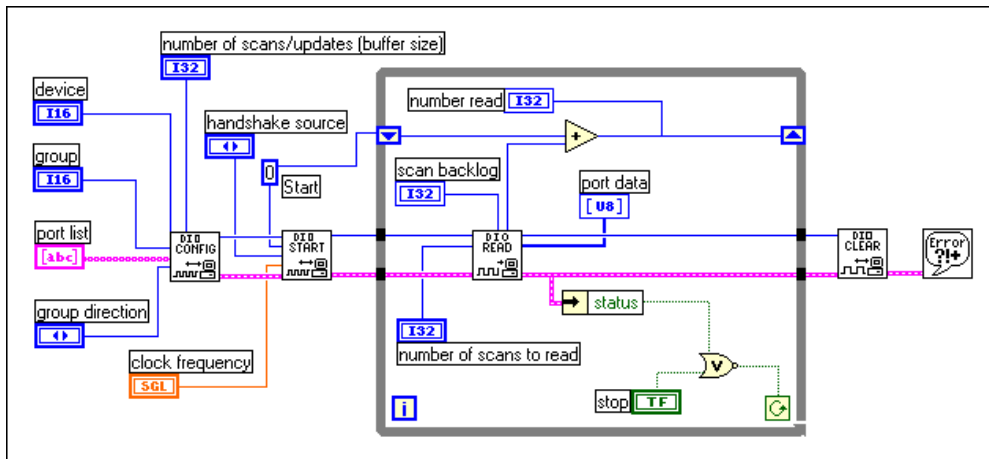 number of scans/updates (buffer size)
I32
device
I16
handshake source
number read
I32
group
I16
0
Start
scan backlog
I32
port data
[U8]
port list
[abc]
DIO
CONFIG
DIO
START
DIO
READ
DIO
CLEAR
Error
?!+
group direction
status
I32
number of scans to read
clock frequency
SGL
V
stop
TF
i